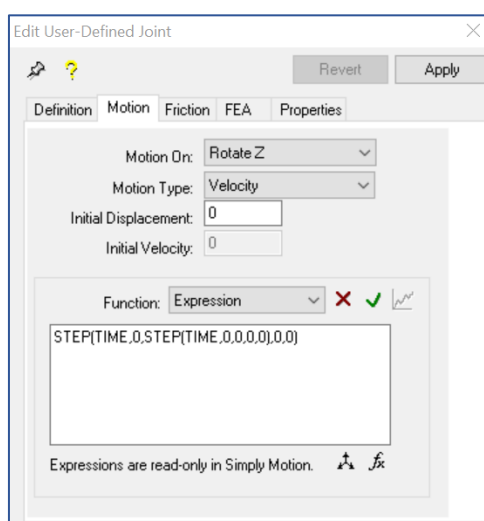 Edit User-Defined Joint
Revert Apply
Definition Motion Friction FEA Properties
Motion On: Rotate Z
Motion Type: Velocity
Initial Displacement: 0
Initial Velocity: 0
Function: Expression
STEP(TIME,0,STEP(TIME,0,0,0,0),0,0)
Expressions are read-only in Simply Motion. fx